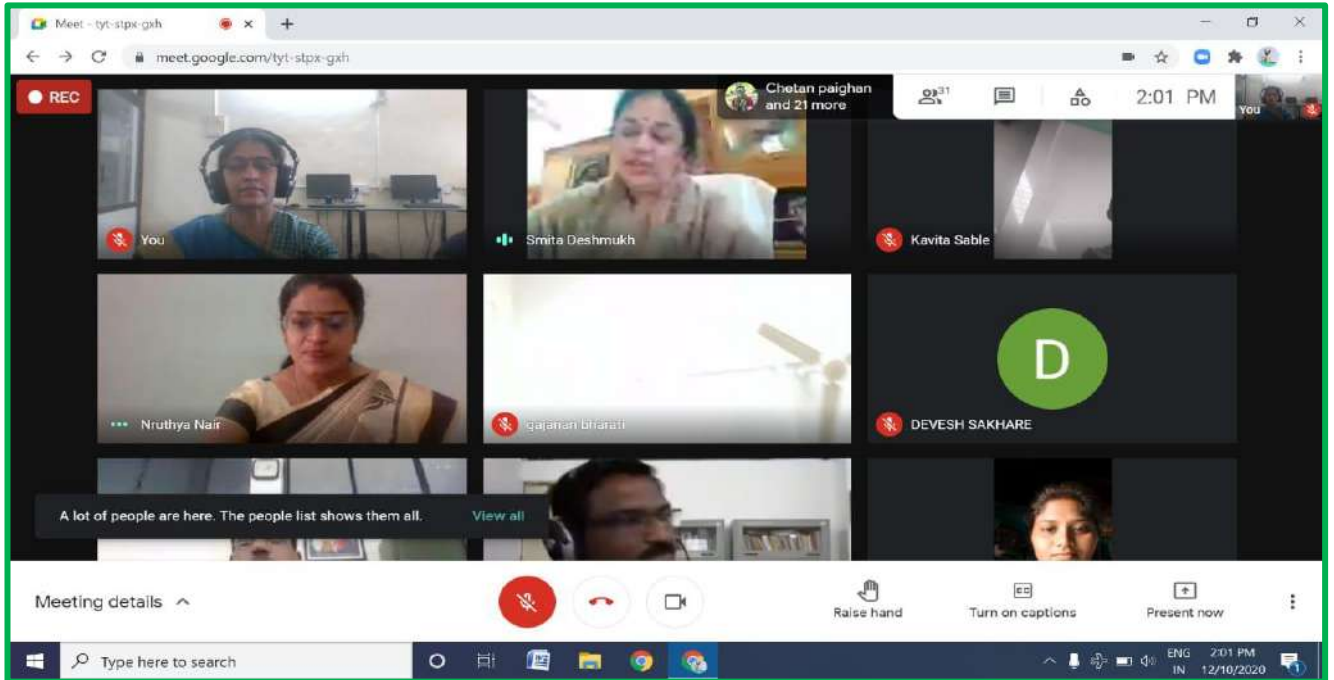 Meet - tyt-stpx-gxh
meet.google.com/tyt-stpx-gxh
REC
Chetan paighan
and 21 more
31
2:01 PM
You
You
Smita Deshmukh
Kavita Sable
Nruthya Nair
gajanan bharati
D
DEVESH SAKHARE
A lot of people are here. The people list shows them all. View all
Meeting details
Raise hand
Turn on captions
Present now
Type here to search
ENG 2:01 PM
IN 12/10/2020
1